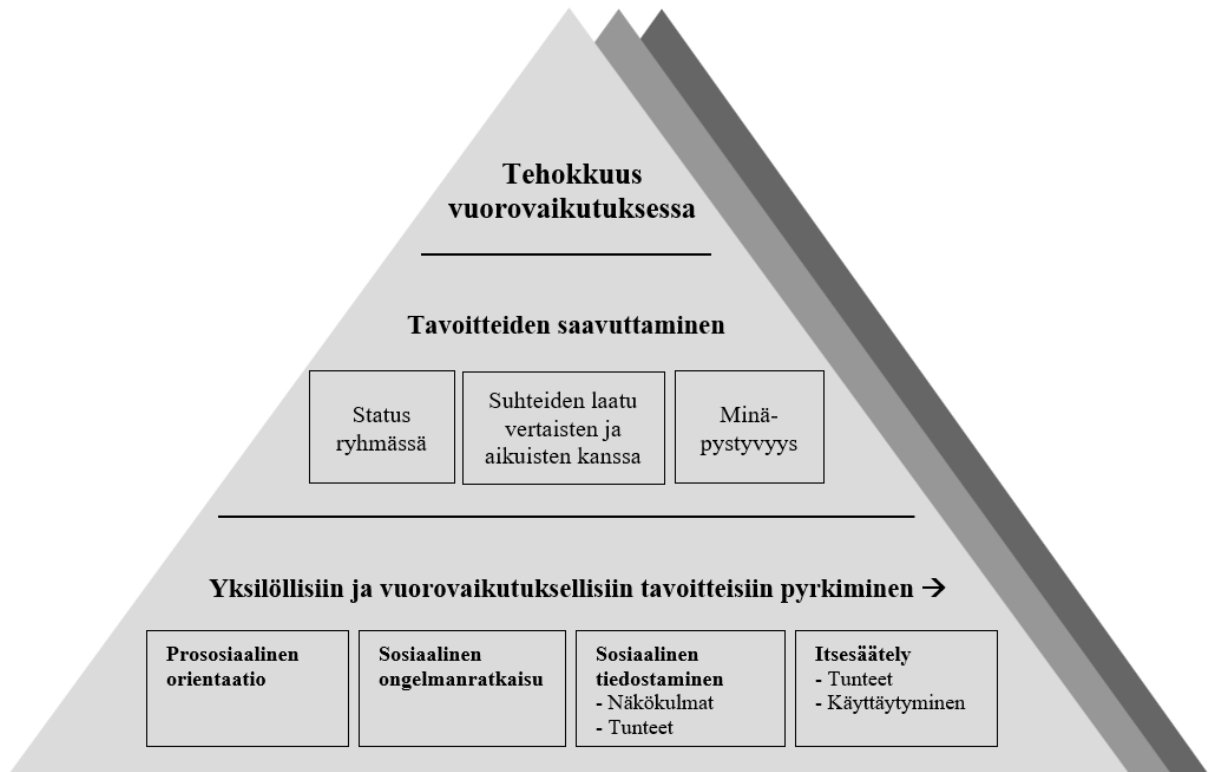 Tehokkuus
vuorovaikutuksessa
Tavoitteiden saavuttaminen
Status
ryhmässä
Suhteiden laatu
vertaisten ja
aikuisten kanssa
Minä-
pystyvyys
Yksilöllisiin ja vuorovaikutuksellisiin tavoitteisiin pyrkiminen →
Prososiaalinen
orientaatio
Sosiaalinen
ongelmanratkaisu
Sosiaalinen
tiedostaminen
- Näkökulmat
- Tunteet
Itsesäätely
- Tunteet
- Käyttäytyminen